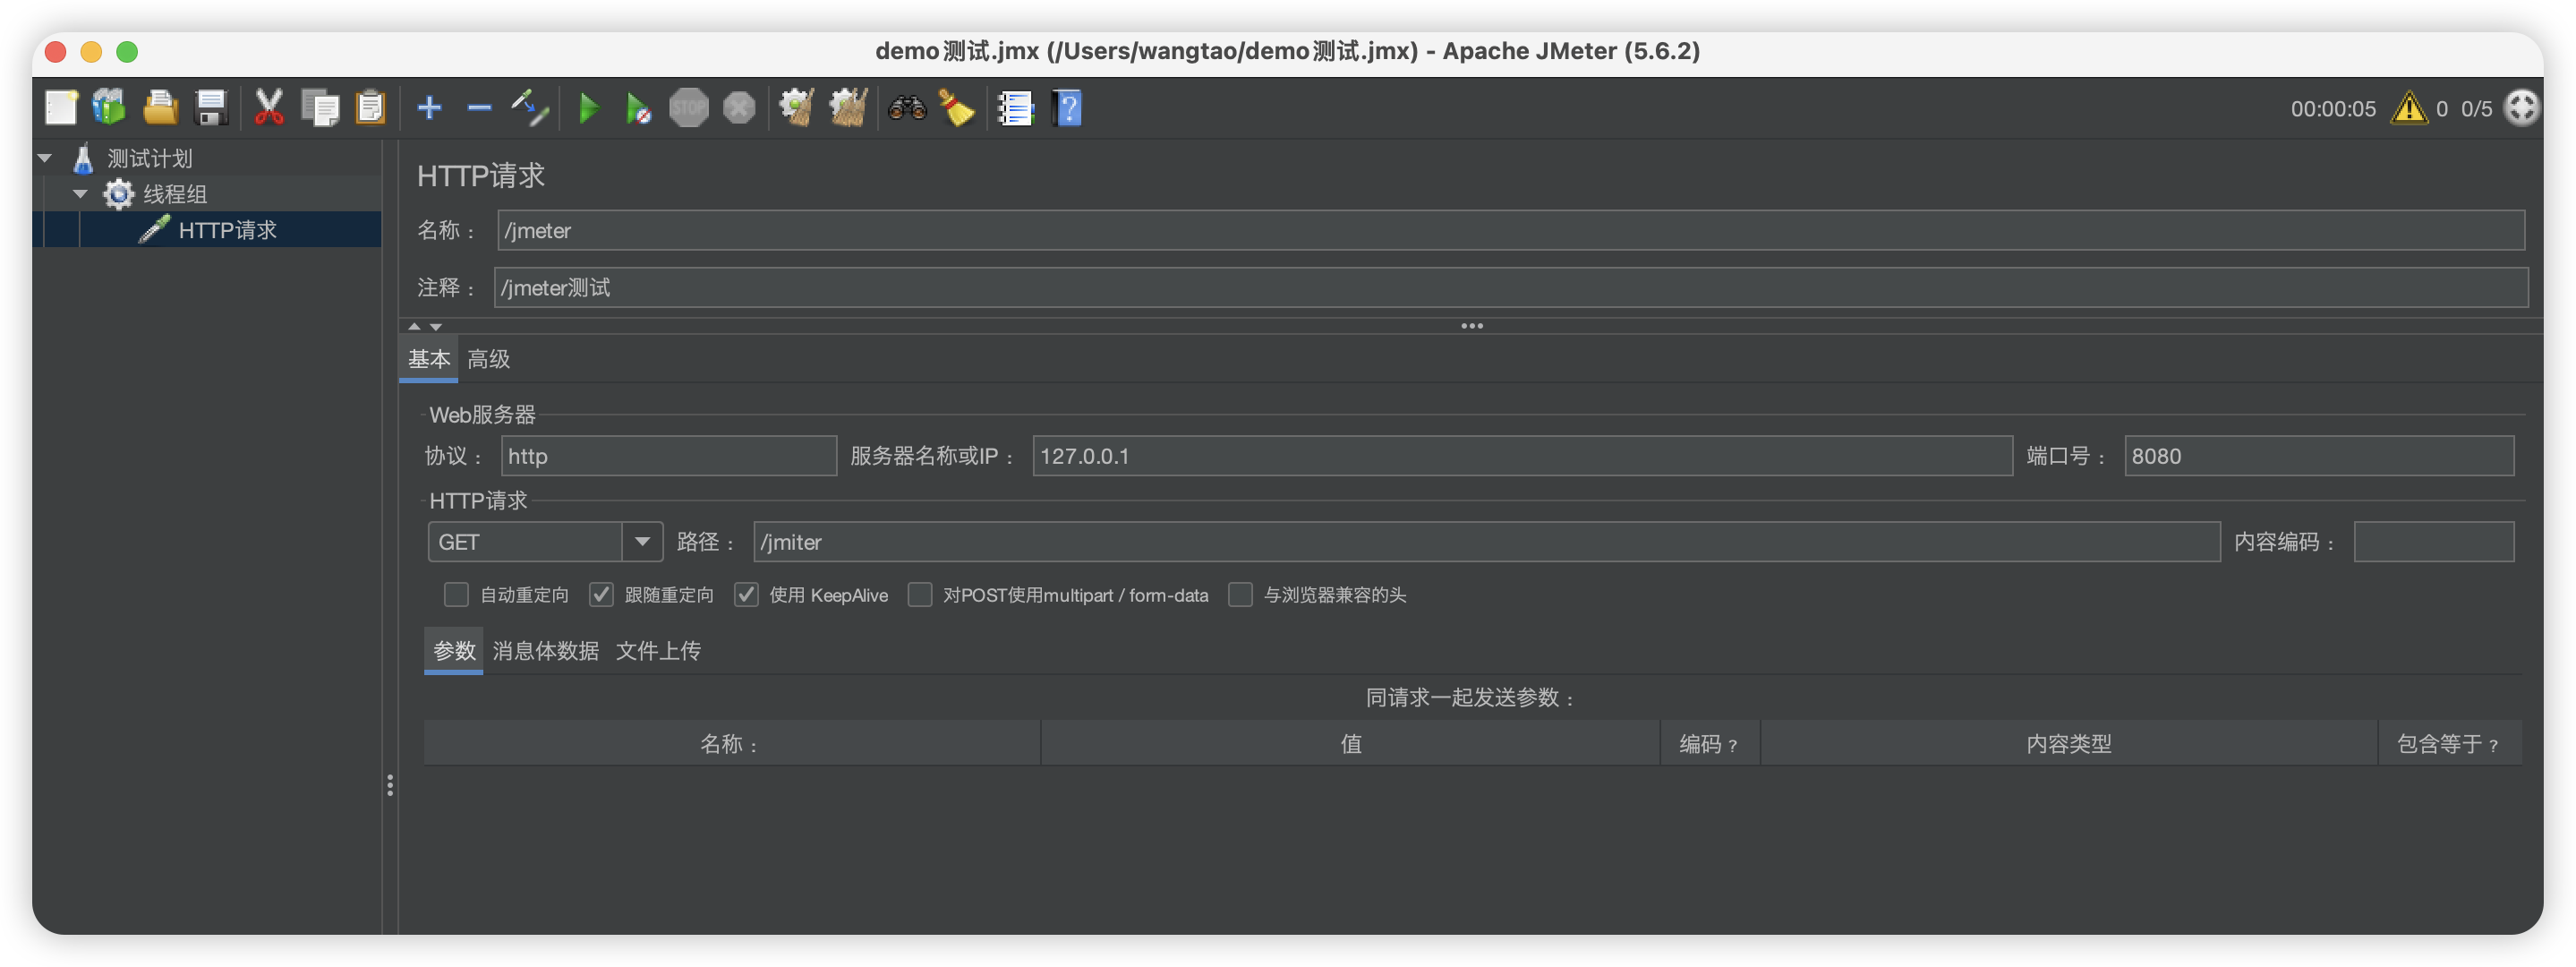 demo测试.jmx (/Users/wangtao/demo测试.jmx) - Apache JMeter (5.6.2)
STOP ? 00:00:05 0 0/5
测试计划
线程组
HTTP请求
HTTP请求
名称： /jmeter
注释： /jmeter测试
基本 高级
Web服务器
协议： http 服务器名称或IP： 127.0.0.1 端口号： 8080
HTTP请求
GET 路径： /jmiter 内容编码：
自动重定向 跟随重定向 使用 KeepAlive 对POST使用multipart / form-data 与浏览器兼容的头
参数 消息体数据 文件上传
同请求一起发送参数：
名称： 值 编码？ 内容类型 包含等于？